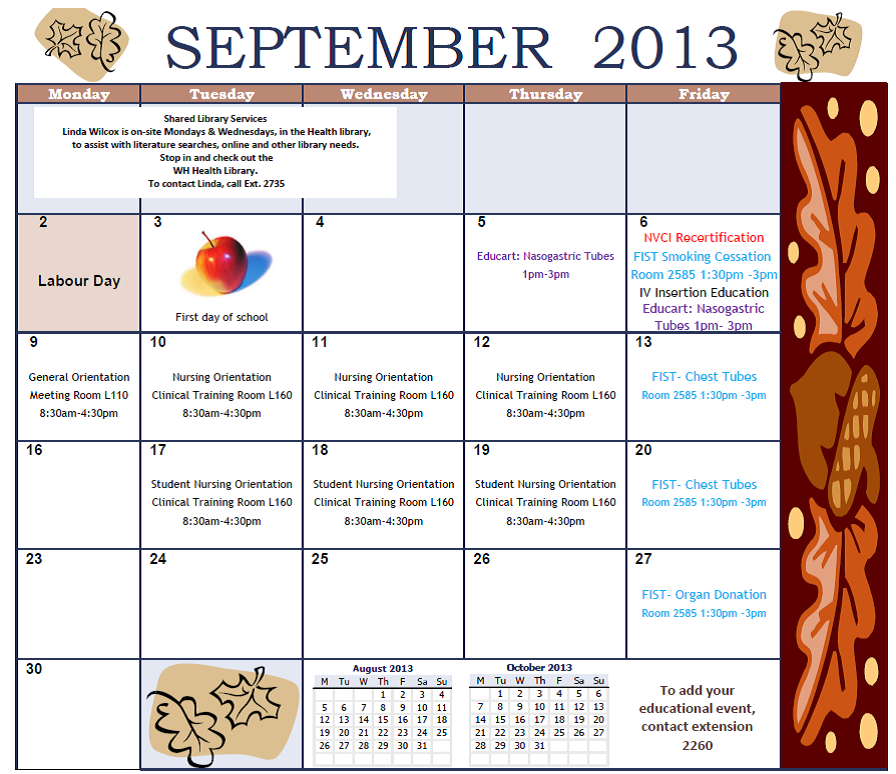 SEPTEMBER 2013
Monday Tuesday Wednesday Thursday Friday
Shared Library Services
Linda Wilcox is on-site Mondays & Wednesdays, in the Health library,
to assist with literature searches, online and other library needs.
Stop in and check out the
WH Health Library.
To contact Linda, call Ext. 2735
2
Labour Day
3
First day of school
4
5
Educart: Nasogastric Tubes
1pm-3pm
6
NVCI Recertification
FIST Smoking Cessation
Room 2585 1:30pm -3pm
IV Insertion Education
Educart: Nasogastric
Tubes 1pm- 3pm
9
General Orientation
Meeting Room L110
8:30am-4:30pm
10
Nursing Orientation
Clinical Training Room L160
8:30am-4:30pm
11
Nursing Orientation
Clinical Training Room L160
8:30am-4:30pm
12
Nursing Orientation
Clinical Training Room L160
8:30am-4:30pm
13
FIST- Chest Tubes
Room 2585 1:30pm -3pm
16
17
Student Nursing Orientation
Clinical Training Room L160
8:30am-4:30pm
18
Student Nursing Orientation
Clinical Training Room L160
8:30am-4:30pm
19
Student Nursing Orientation
Clinical Training Room L160
8:30am-4:30pm
20
FIST- Chest Tubes
Room 2585 1:30pm -3pm
23
24
25
26
27
FIST- Organ Donation
Room 2585 1:30pm -3pm
30
August 2013
M Tu W Th F Sa Su
1 2 3 4
5 6 7 8 9 10 11
12 13 14 15 16 17 18
19 20 21 22 23 24 25
26 27 28 29 30 31
October 2013
M Tu W Th F Sa Su
1 2 3 4 5 6
7 8 9 10 11 12 13
14 15 16 17 18 19 20
21 22 23 24 25 26 27
28 29 30 31
To add your
educational event,
contact extension
2260